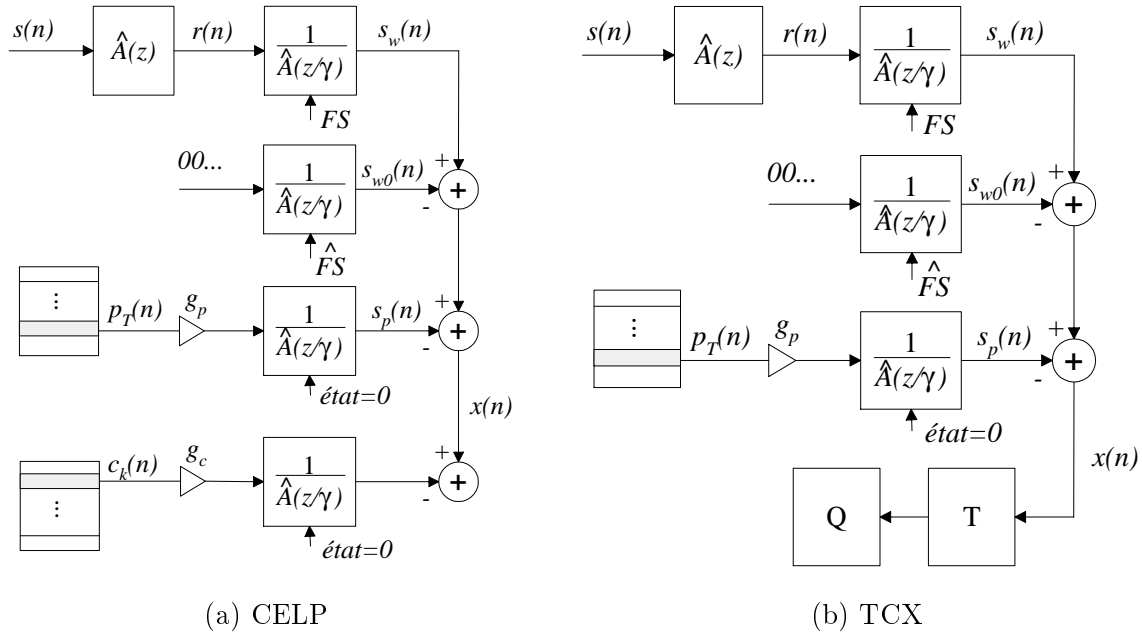 s(n)
Â(z)
r(n)
1
Â(z/γ)
s_w(n)
FS
+
00...
1
Â(z/γ)
s_w0(n)
+
-
F̂S
+
⋮
p_T(n)
g_p
1
Â(z/γ)
s_p(n)
+
-
état=0
x(n)
+
c_k(n)
g_c
1
Â(z/γ)
+
-
⋮
état=0
(a) CELP
s(n)
Â(z)
r(n)
1
Â(z/γ)
s_w(n)
FS
+
00...
1
Â(z/γ)
s_w0(n)
+
-
F̂S
+
⋮
p_T(n)
g_p
1
Â(z/γ)
s_p(n)
+
-
état=0
x(n)
Q
T
(b) TCX